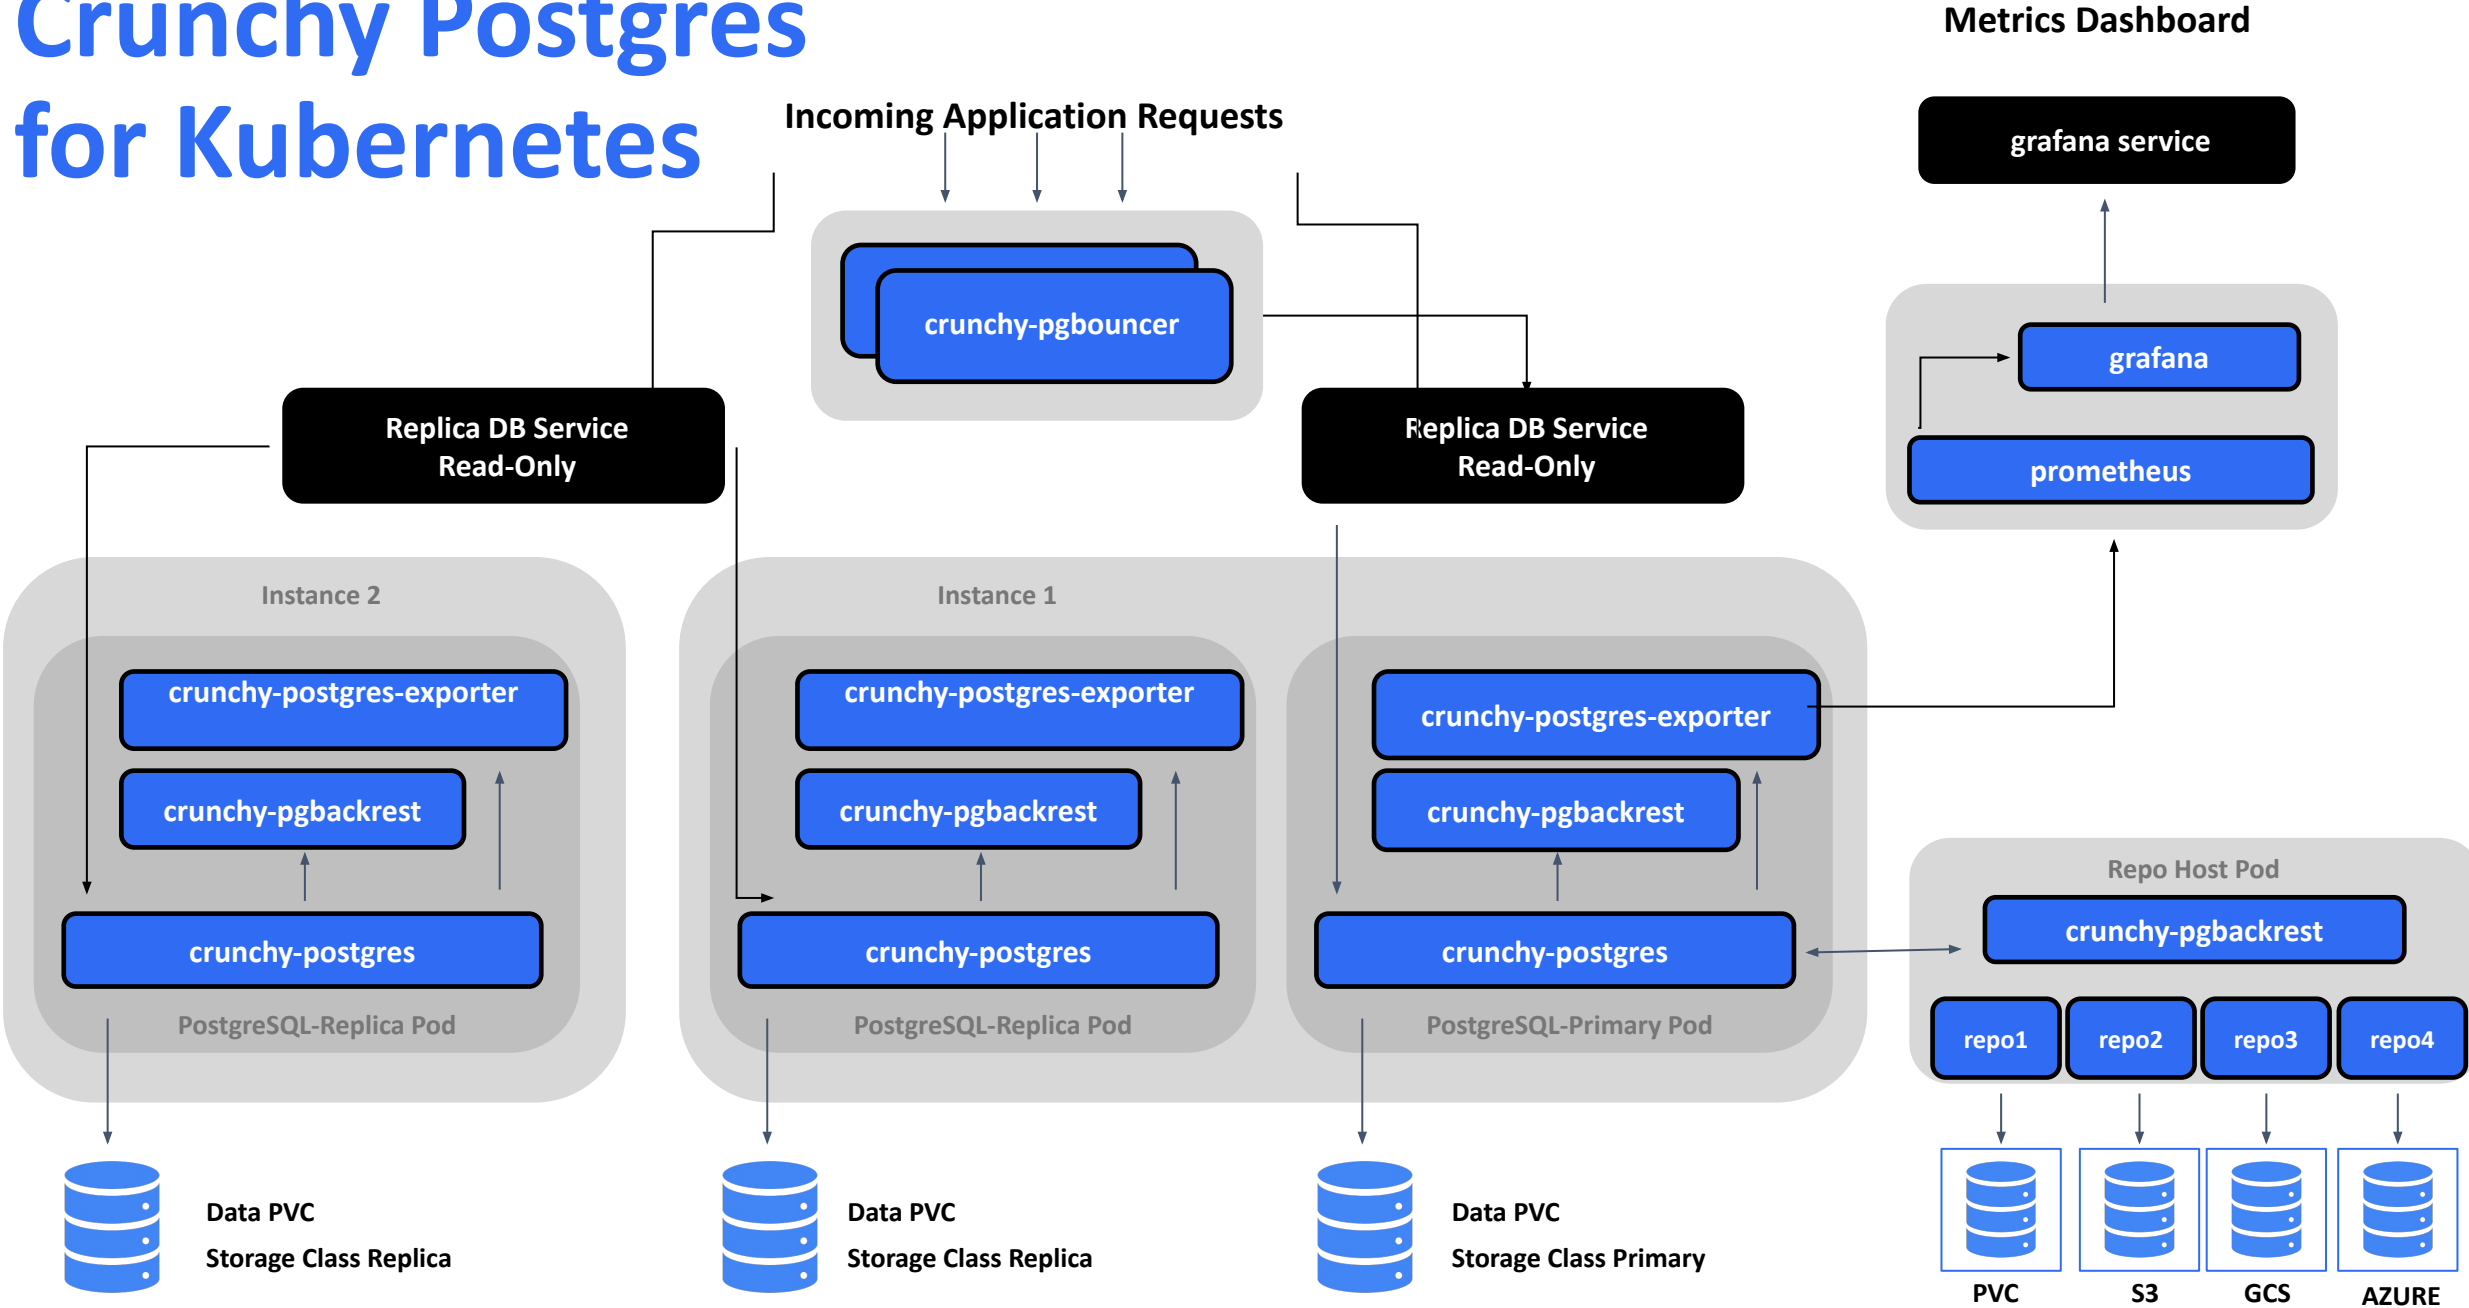 Crunchy Postgres
for Kubernetes
Metrics Dashboard
Incoming Application Requests
grafana service
crunchy-pgbouncer
grafana
prometheus
Replica DB Service
Read-Only
Replica DB Service
Read-Only
Instance 2
crunchy-postgres-exporter
crunchy-pgbackrest
crunchy-postgres
PostgreSQL-Replica Pod
Instance 1
crunchy-postgres-exporter
crunchy-pgbackrest
crunchy-postgres
PostgreSQL-Replica Pod
crunchy-postgres-exporter
crunchy-pgbackrest
crunchy-postgres
PostgreSQL-Primary Pod
Repo Host Pod
crunchy-pgbackrest
repo1
repo2
repo3
repo4
Data PVC
Storage Class Replica
Data PVC
Storage Class Replica
Data PVC
Storage Class Primary
PVC
S3
GCS
AZURE